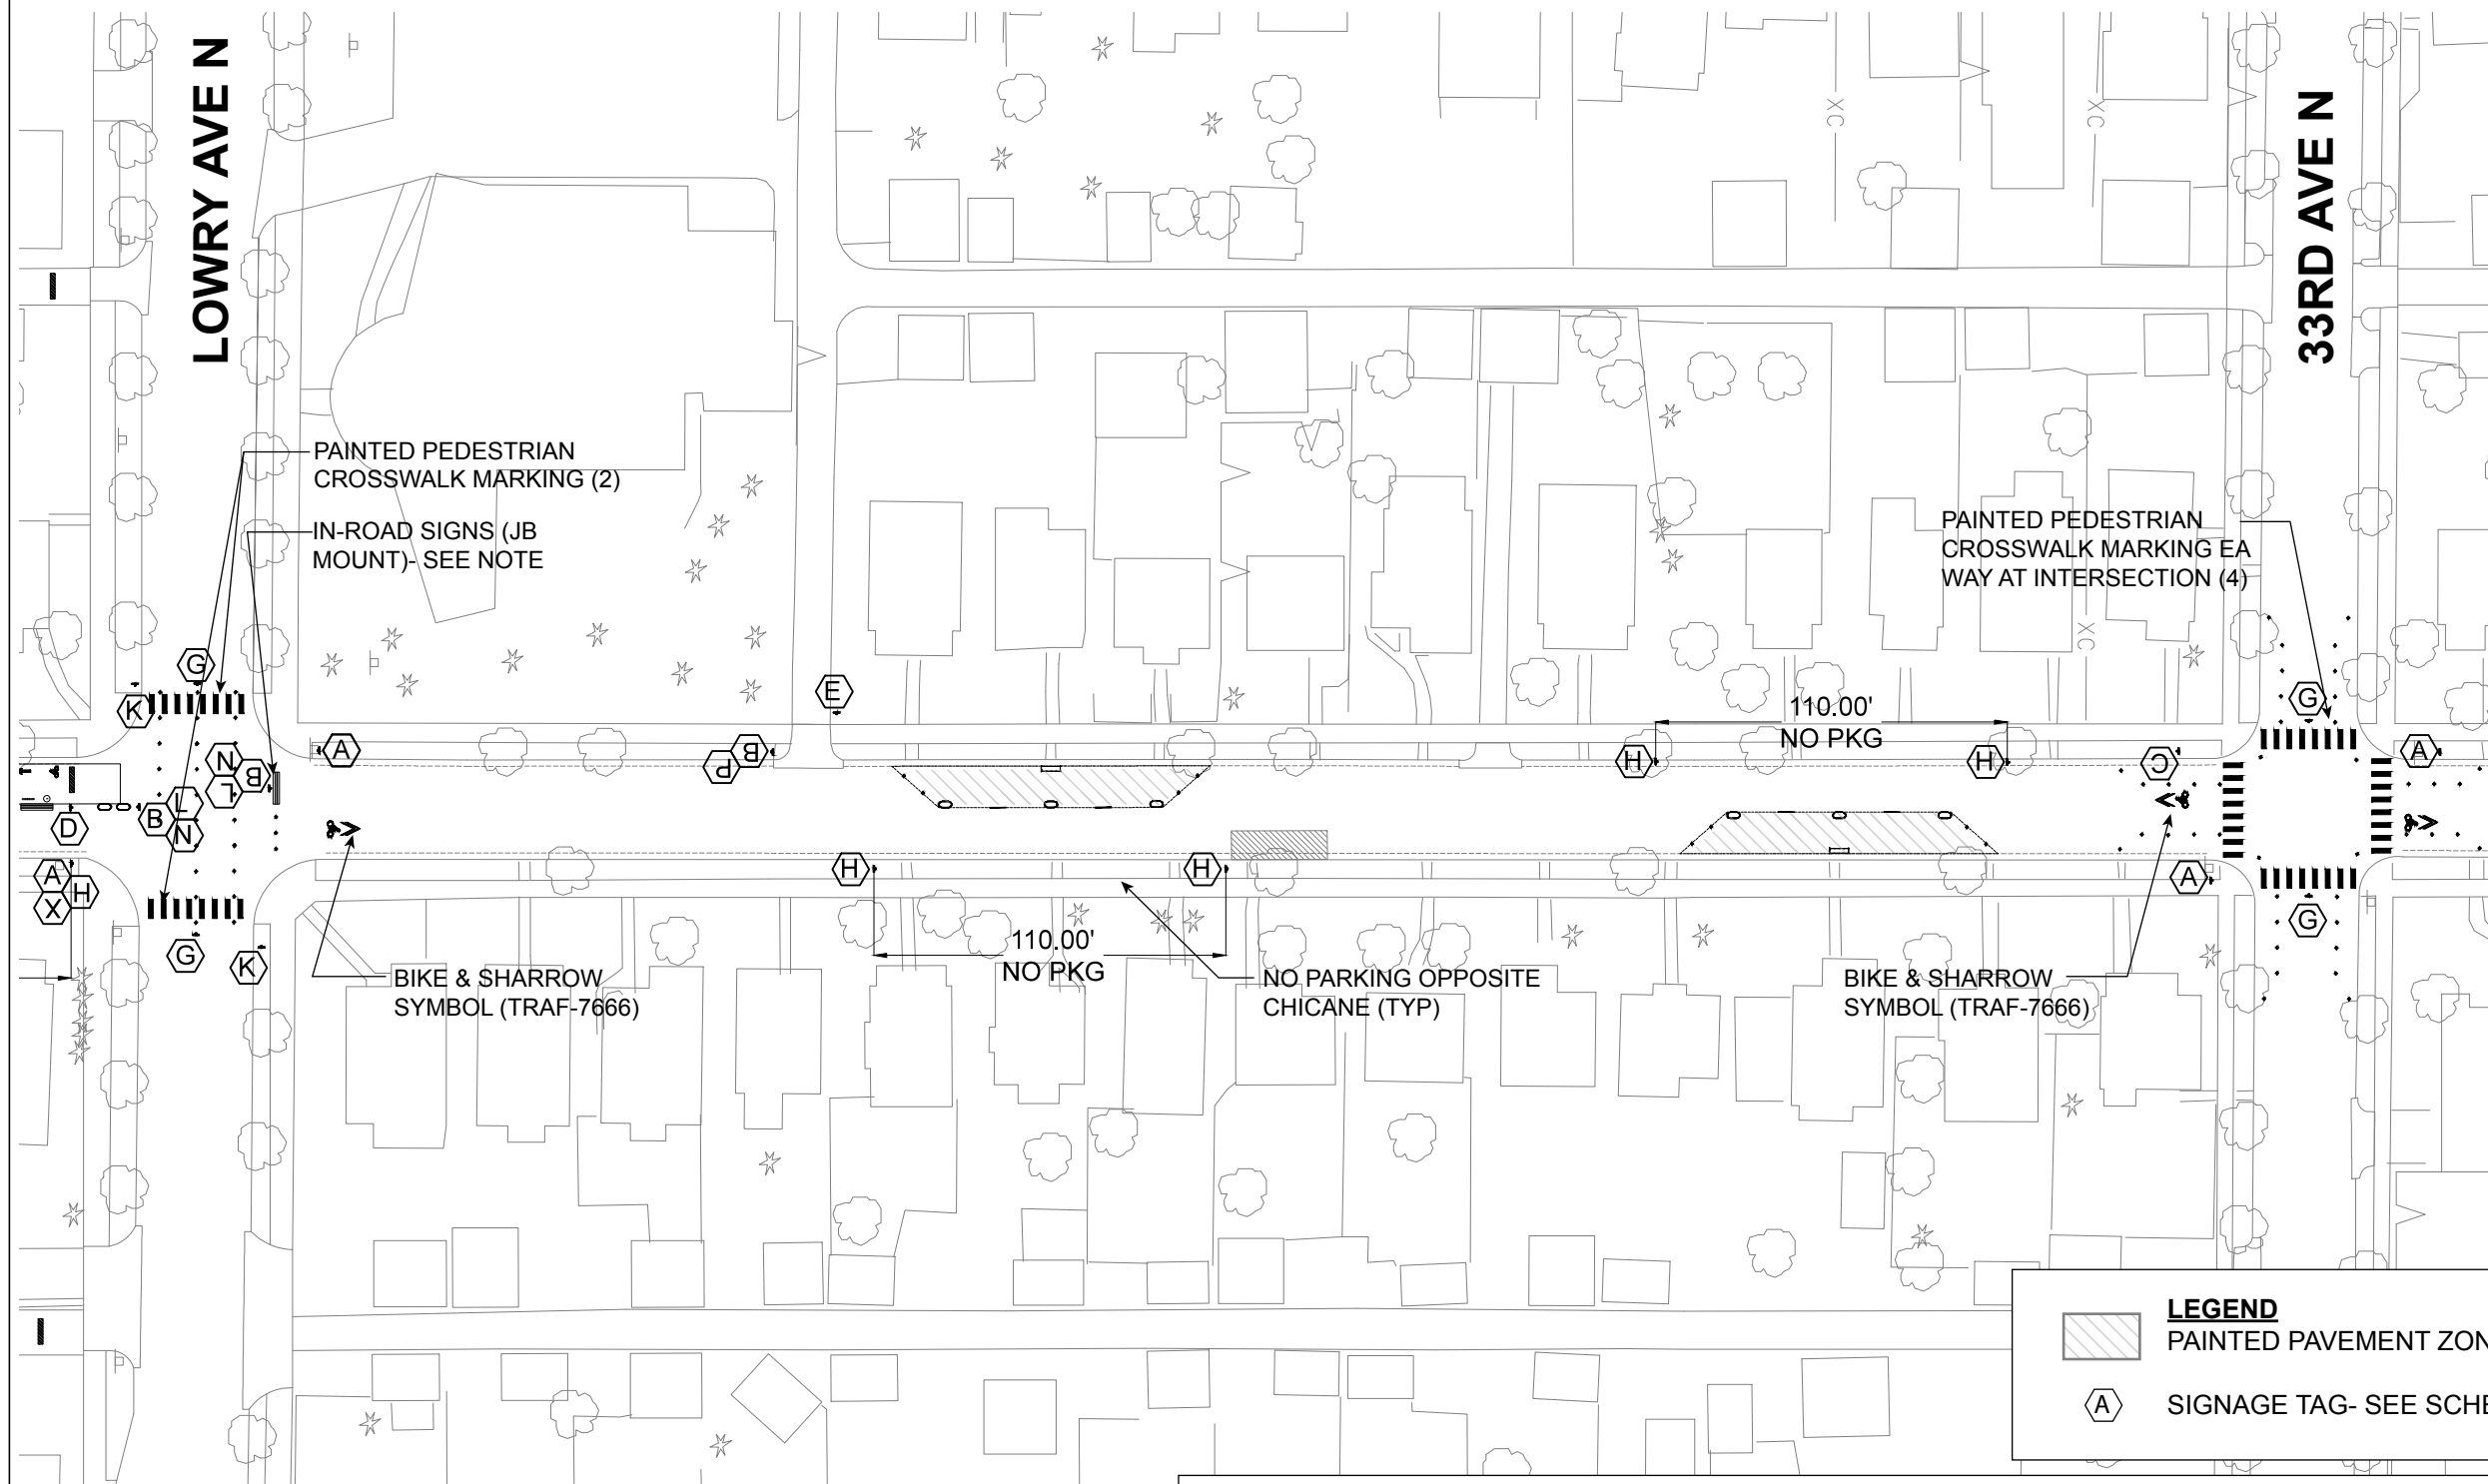 LOWRY AVE N
33RD AVE N
PAINTED PEDESTRIAN
CROSSWALK MARKING (2)
IN-ROAD SIGNS (JB
MOUNT)- SEE NOTE
PAINTED PEDESTRIAN
CROSSWALK MARKING EA
WAY AT INTERSECTION (4)
X C
X C
X C
G
K
E
A
N
B
L
P
B
110.00'
NO PKG
H
H
C
G
A
D
B
L
N
A
H
X
G
K
H
H
A
G
110.00'
NO PKG
BIKE & SHARROW
SYMBOL (TRAF-7666)
NO PARKING OPPOSITE
CHICANE (TYP)
BIKE & SHARROW
SYMBOL (TRAF-7666)
LEGEND
PAINTED PAVEMENT ZON
A SIGNAGE TAG- SEE SCHE